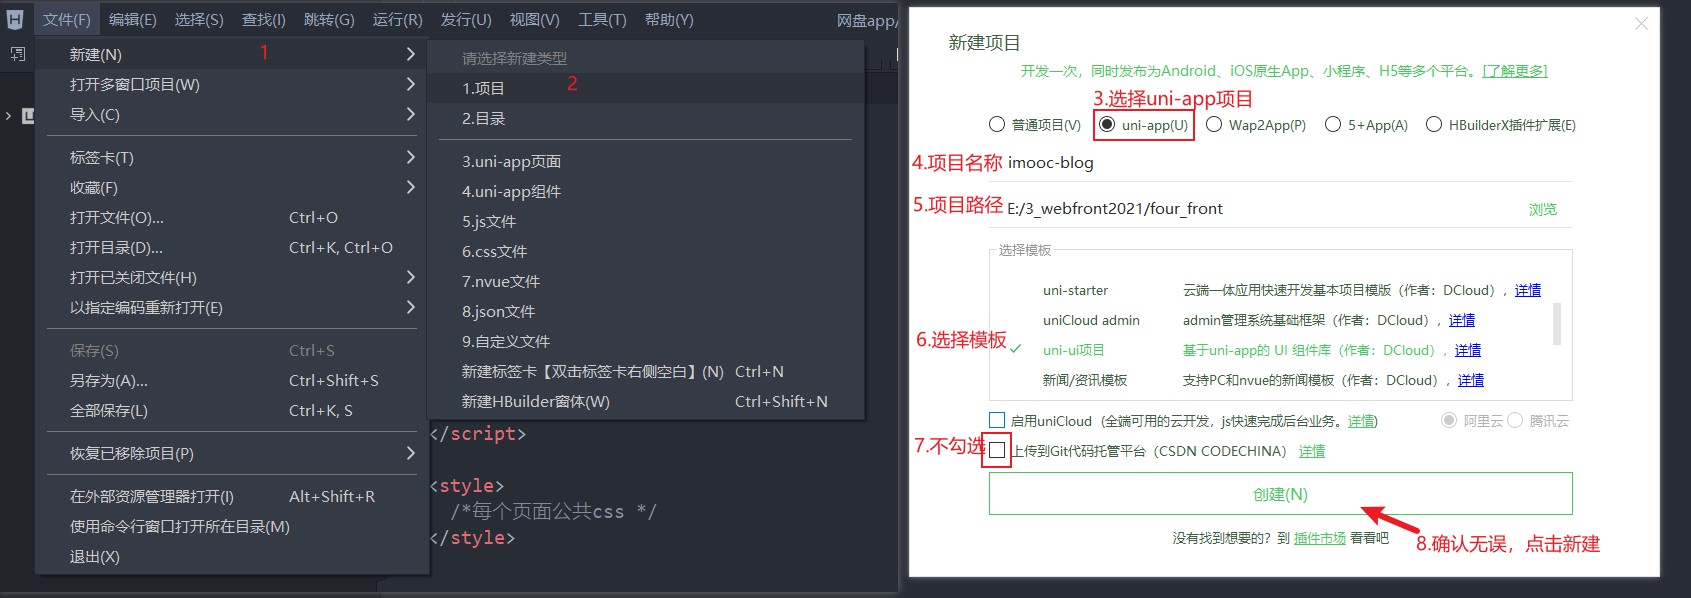 文件(F) 编辑(E) 选择(S) 查找(I) 跳转(G) 运行(R) 发行(U) 视图(V) 工具(T) 帮助(Y) 网盘app/
新建(N) 1
打开多窗口项目(W)
导入(C)
标签卡(T)
收藏(F)
打开文件(O)... Ctrl+O
打开目录(D)... Ctrl+K, Ctrl+O
打开已关闭文件(H)
以指定编码重新打开(E)
保存(S) Ctrl+S
另存为(A)... Ctrl+Shift+S
全部保存(L) Ctrl+K, S
恢复已移除项目(P)
在外部资源管理器打开(I) Alt+Shift+R
使用命令行窗口打开所在目录(M)
退出(X)
请选择新建类型
1.项目 2
2.目录
3.uni-app页面
4.uni-app组件
5.js文件
6.css文件
7.nvue文件
8.json文件
9.自定义文件
新建标签卡【双击标签卡右侧空白】(N) Ctrl+N
新建HBuilder窗体(W) Ctrl+Shift+N
</script>
<style>
/*每个页面公共css */
</style>
新建项目
开发一次，同时发布为Android、iOS原生App、小程序、H5等多个平台。[了解更多]
3.选择uni-app项目
普通项目(V) uni-app(U) Wap2App(P) 5+App(A) HBuilderX插件扩展(E)
4.项目名称 imooc-blog
5.项目路径 E:/3_webfront2021/four_front 浏览
选择模板
uni-starter 云端一体应用快速开发基本项目模版（作者：DCloud），详情
uniCloud admin admin管理系统基础框架（作者：DCloud），详情
6.选择模板 uni-ui项目 基于uni-app的 UI 组件库（作者：DCloud），详情
新闻/资讯模板 支持PC和nvue的新闻模板（作者：DCloud），详情
启用uniCloud（全端可用的云开发，js快速完成后台业务。详情) 阿里云 腾讯云
7.不勾选 上传到Git代码托管平台（CSDN CODECHINA） 详情
创建(N)
没有找到想要的？到 插件市场 看看吧
8.确认无误，点击新建